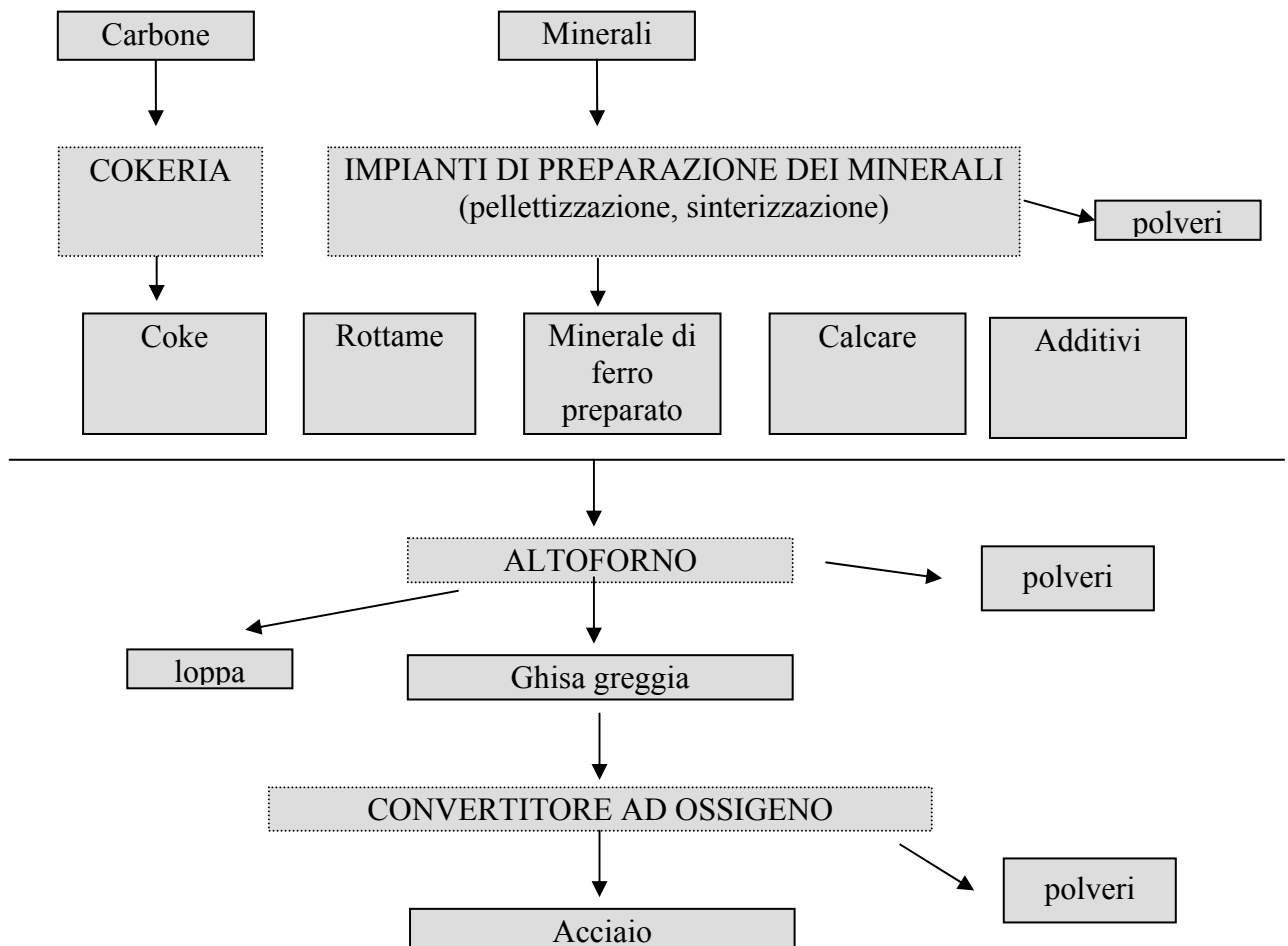 Carbone
Minerali
COKERIA
IMPIANTI DI PREPARAZIONE DEI MINERALI
(pellettizzazione, sinterizzazione)
polveri
Coke
Rottame
Minerale di
ferro
preparato
Calcare
Additivi
ALTOFORNO
polveri
loppa
Ghisa greggia
CONVERTITORE AD OSSIGENO
polveri
Acciaio